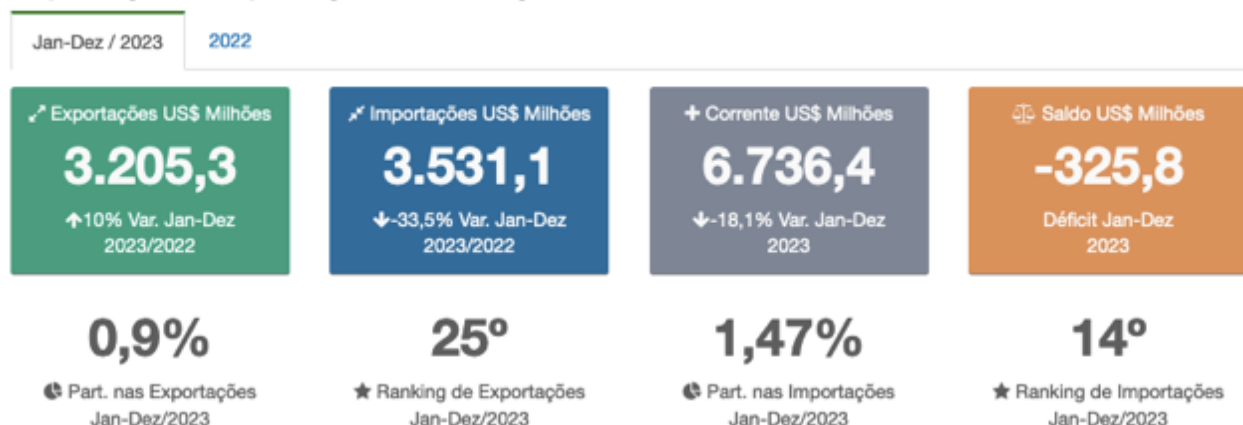 Jan-Dez / 2023
2022
Exportações US$ Milhões
3.205,3
↑10% Var. Jan-Dez
2023/2022
Importações US$ Milhões
3.531,1
↓-33,5% Var. Jan-Dez
2023/2022
+ Corrente US$ Milhões
6.736,4
↓-18,1% Var. Jan-Dez
2023
Saldo US$ Milhões
-325,8
Déficit Jan-Dez
2023
0,9%
Part. nas Exportações
Jan-Dez/2023
25º
★ Ranking de Exportações
Jan-Dez/2023
1,47%
Part. nas Importações
Jan-Dez/2023
14º
★ Ranking de Importações
Jan-Dez/2023